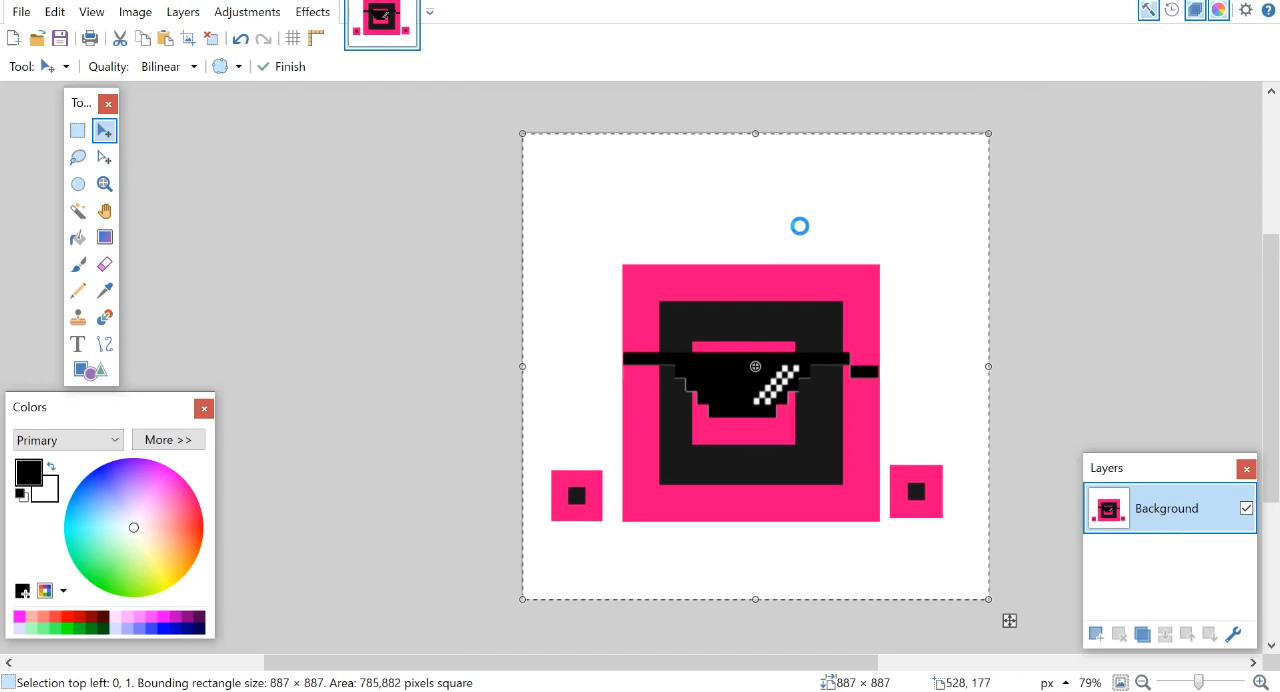 File Edit View Image Layers Adjustments Effects
Tool: Quality: Bilinear Finish
To...
Colors
Primary More >>
Layers
Background
Selection top left: 0, 1. Bounding rectangle size: 887 × 887. Area: 785,882 pixels square 887 × 887 528, 177 px 79%